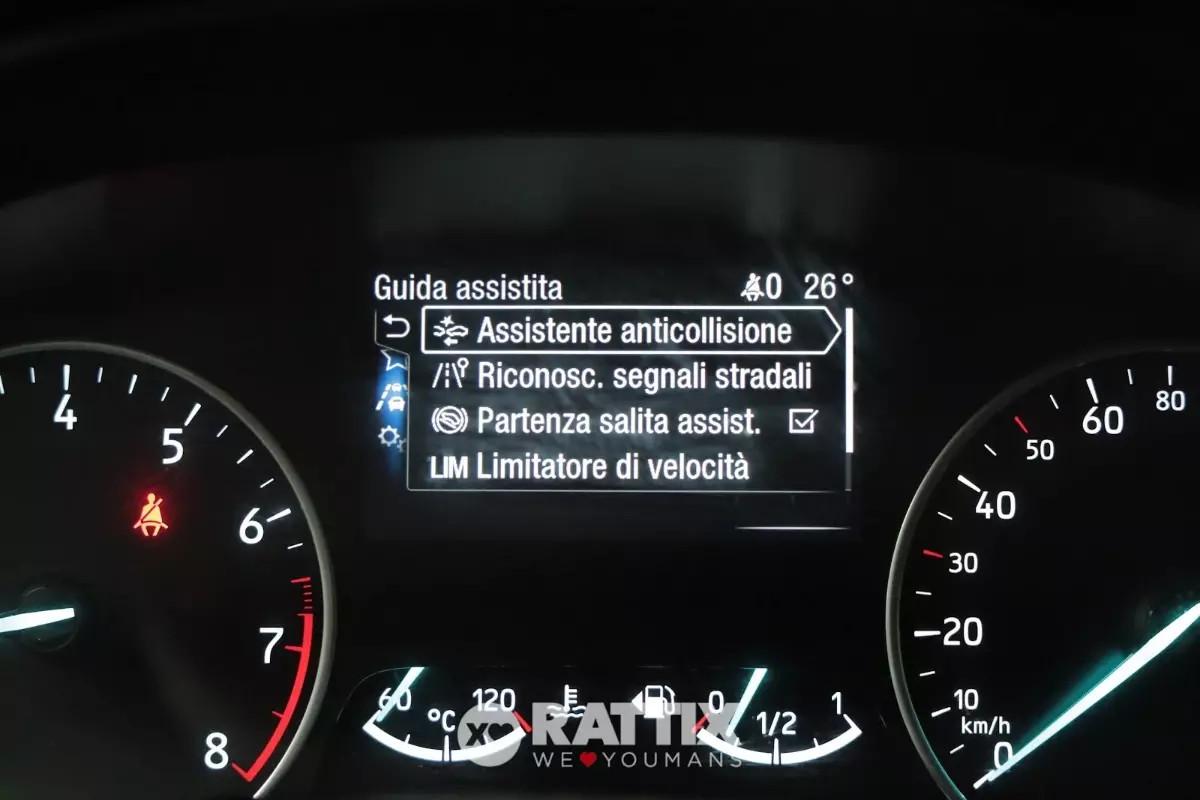 Guida assistita
0 26°
Assistente anticollisione
Riconosc. segnali stradali
Partenza salita assist.
LIM Limitatore di velocità
4
5
6
7
8
80
60
50
40
30
20
10
km/h
0
60 120
°C
0 1/2 1
RATTIX
WE YOUMANS